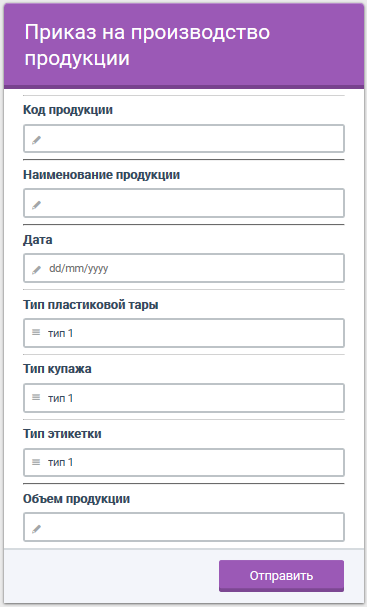 Приказ на производство
продукции
Код продукции
Наименование продукции
Дата
dd/mm/yyyy
Тип пластиковой тары
тип 1
Тип купажа
тип 1
Тип этикетки
тип 1
Объем продукции
Отправить